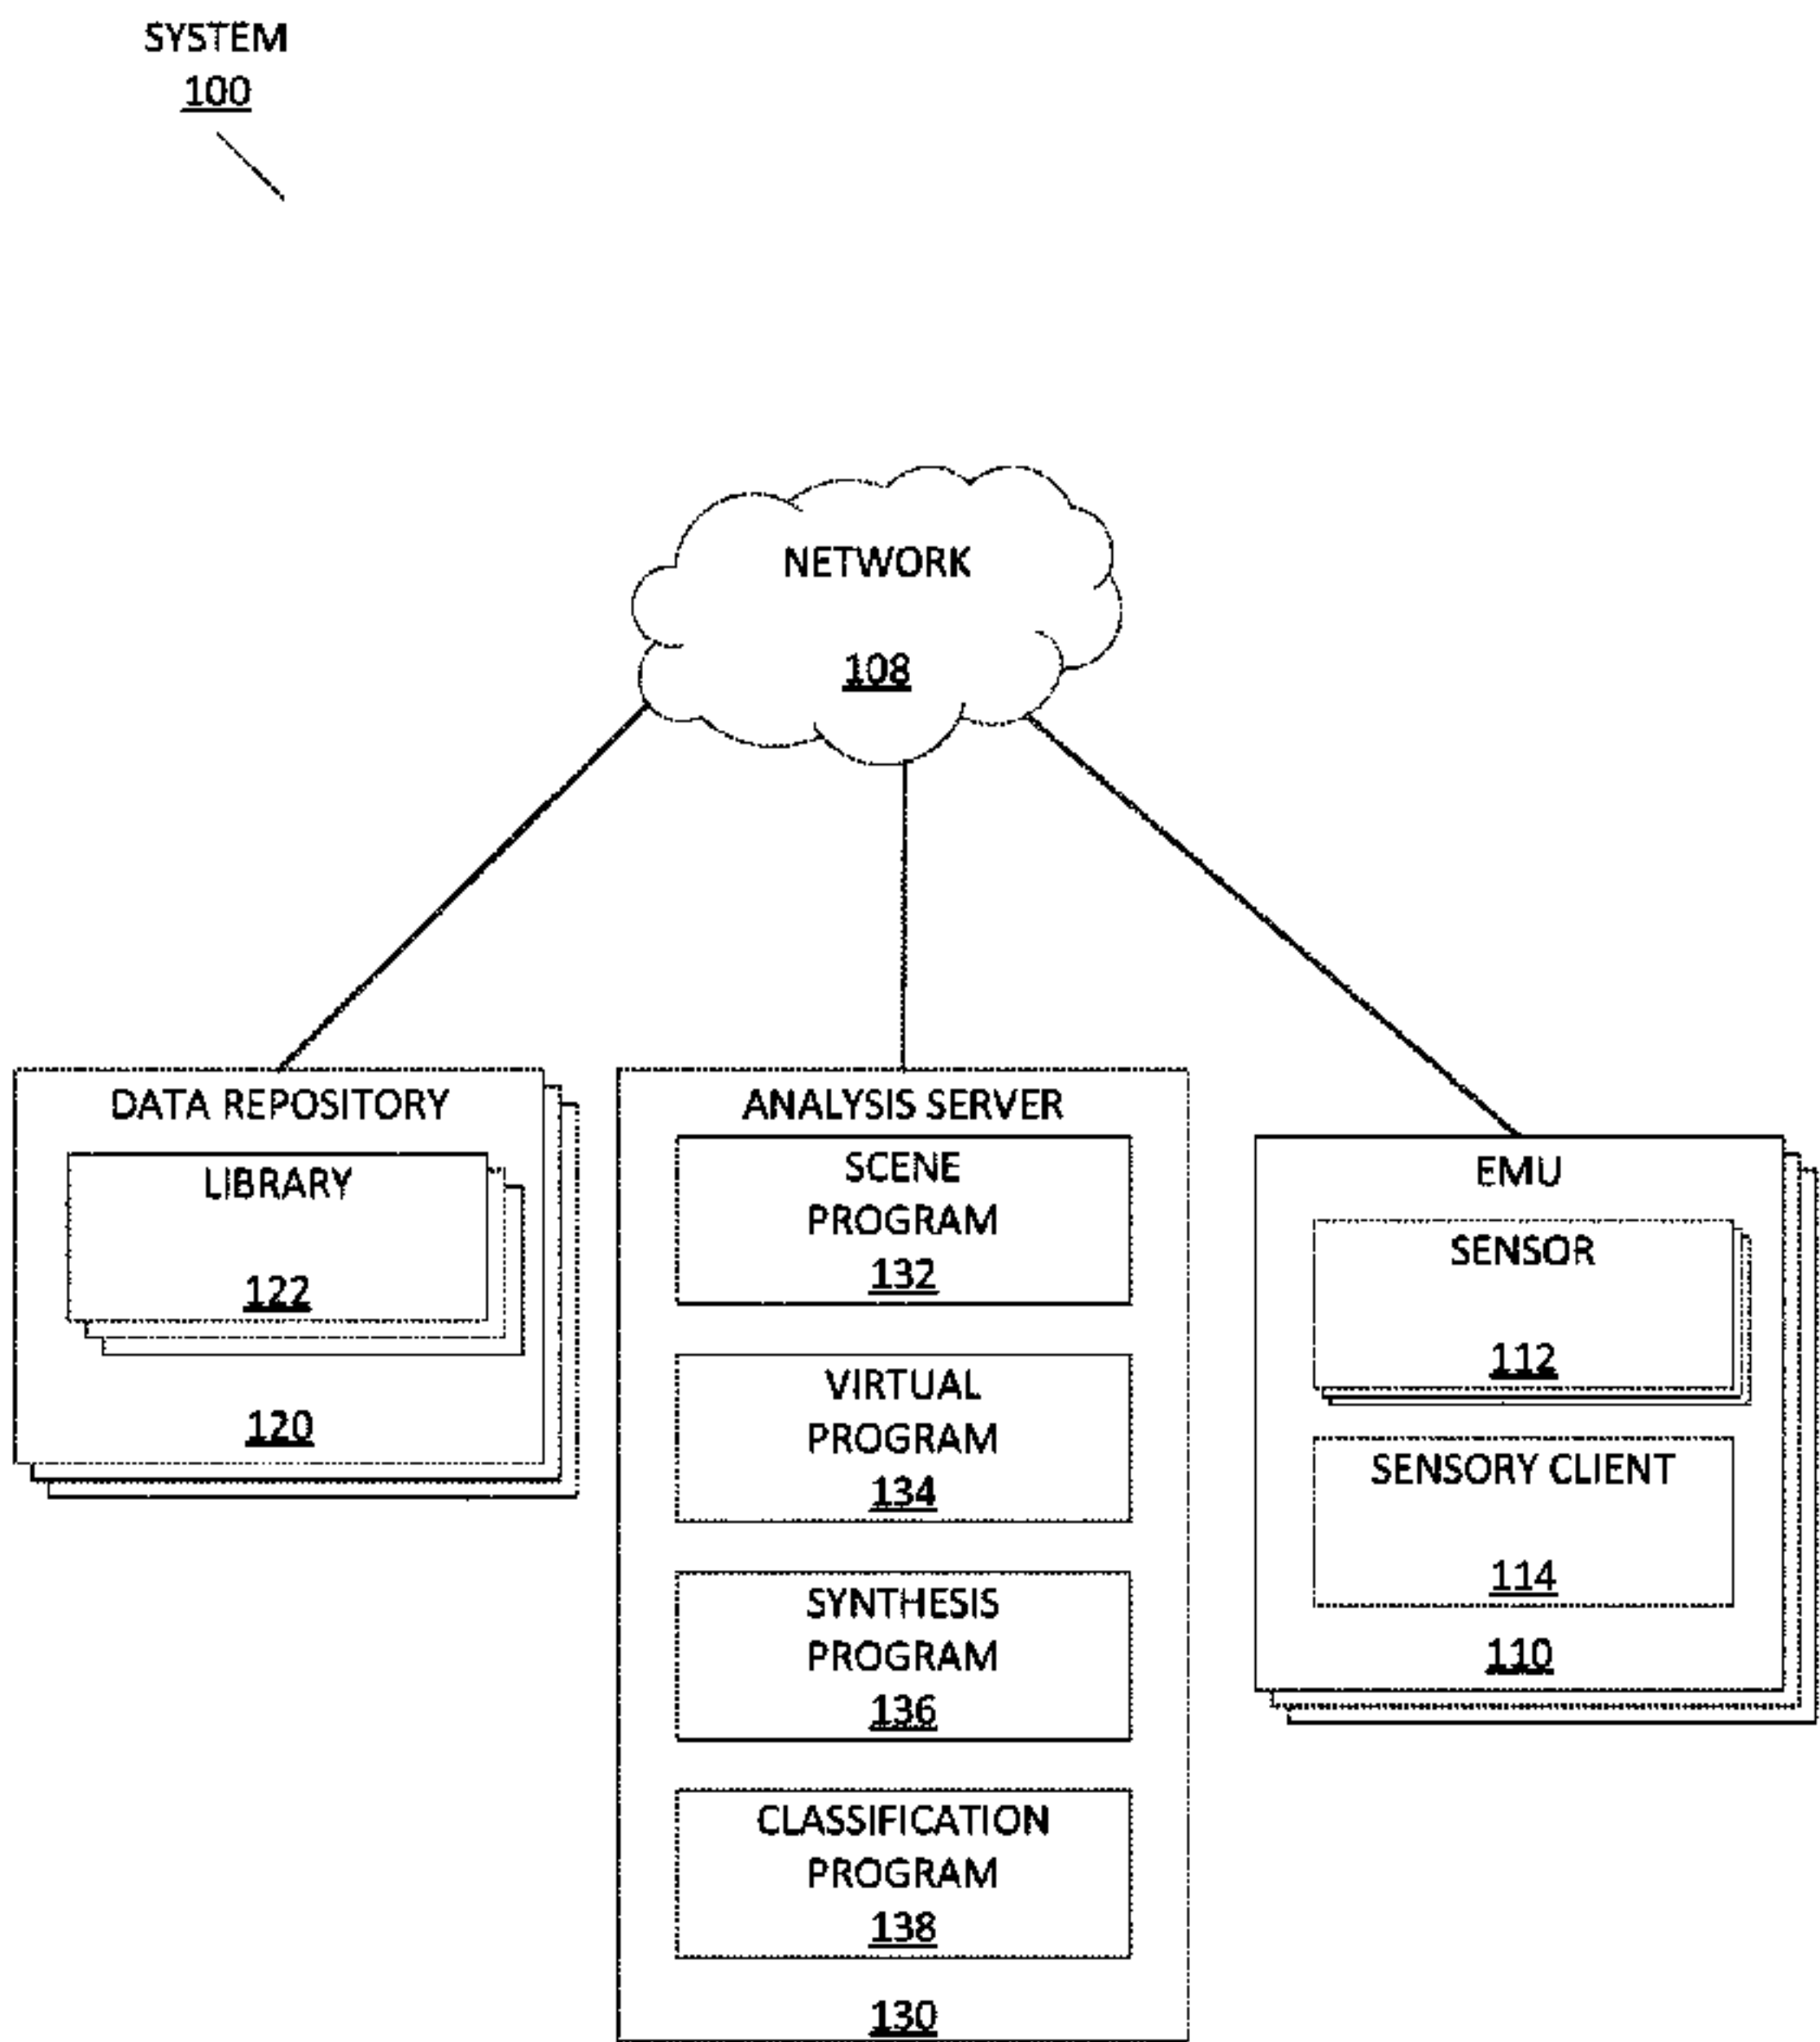 SYSTEM
100
NETWORK
108
DATA REPOSITORY
LIBRARY
122
120
ANALYSIS SERVER
SCENE
PROGRAM
132
VIRTUAL
PROGRAM
134
SYNTHESIS
PROGRAM
136
CLASSIFICATION
PROGRAM
138
130
EMU
SENSOR
112
SENSORY CLIENT
114
110